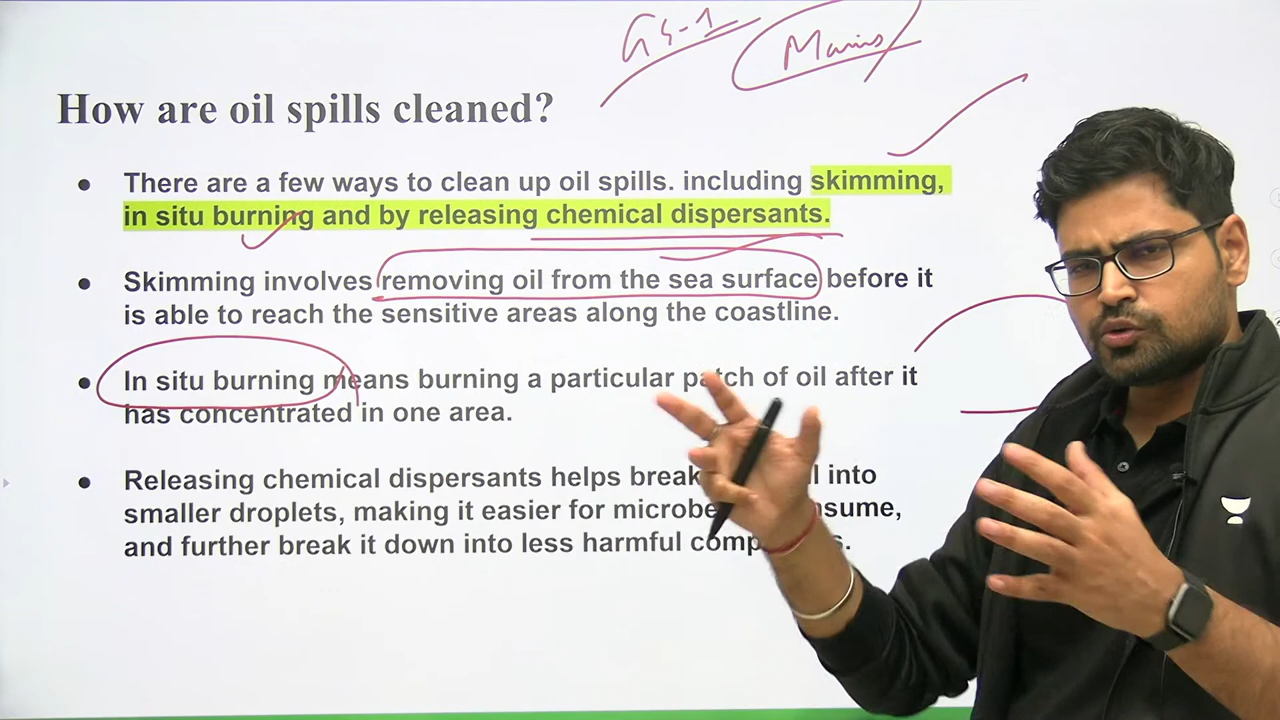 GS-1 Mains
How are oil spills cleaned?
● There are a few ways to clean up oil spills. including skimming,
in situ burning and by releasing chemical dispersants.
● Skimming involves removing oil from the sea surface before it
is able to reach the sensitive areas along the coastline.
● In situ burning means burning a particular patch of oil after it
has concentrated in one area.
● Releasing chemical dispersants helps break into
smaller droplets, making it easier for
and further break it down into less harmful